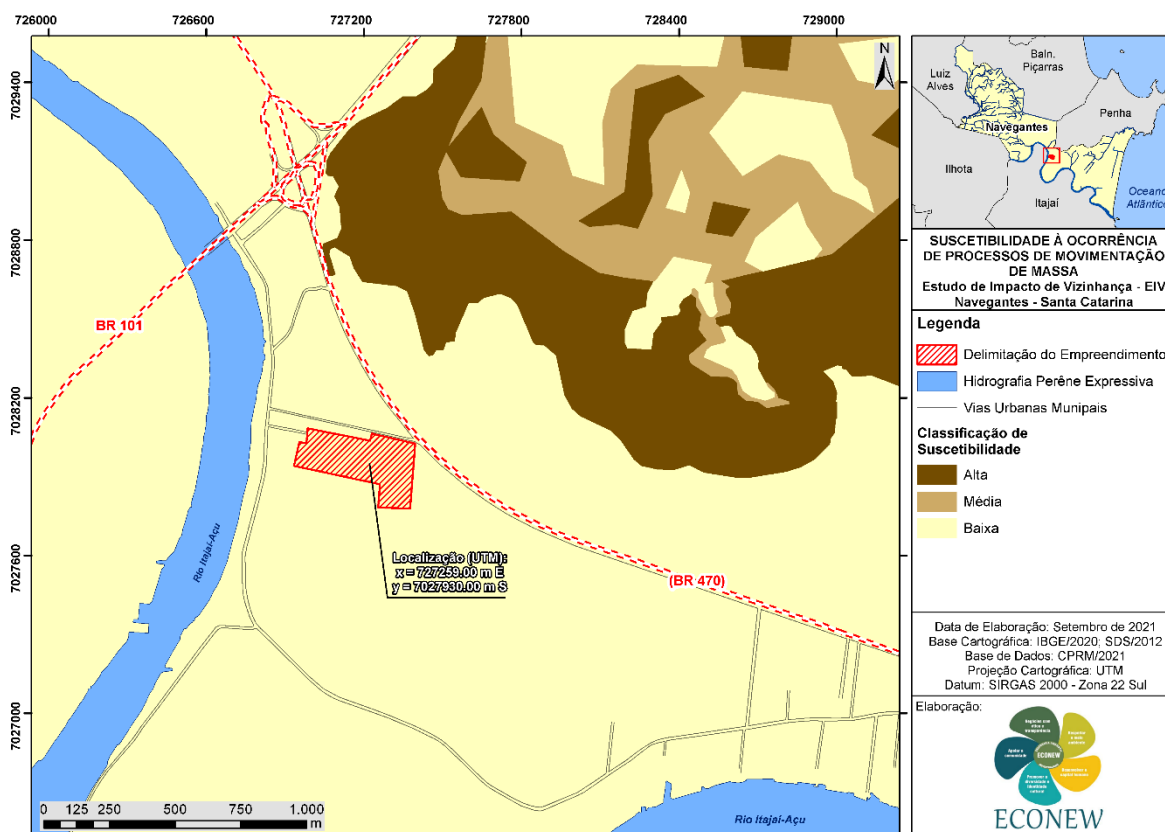 726000
726600
727200
727800
728400
729000
7029400
7028800
7028200
7027600
7027000
N
BR 101
(BR 470)
Rio Itajaí-Açu
Localização (UTM):
x = 727259.00 m E
y = 7027930.00 m S
Rio Itajaí-Açu
0 125 250 500 750 1.000
m
Baln.
Piçarras
Luiz
Alves
Penha
Navegantes
Ilhota
Itajaí
Oceano
Atlântico
SUSCETIBILIDADE À OCORRÊNCIA
DE PROCESSOS DE MOVIMENTAÇÃO
DE MASSA
Estudo de Impacto de Vizinhança - EIV
Navegantes - Santa Catarina
Legenda
Delimitação do Empreendimento
Hidrografia Perêne Expressiva
Vias Urbanas Munipais
Classificação de
Suscetibilidade
Alta
Média
Baixa
Data de Elaboração: Setembro de 2021
Base Cartográfica: IBGE/2020; SDS/2012
Base de Dados: CPRM/2021
Projeção Cartográfica: UTM
Datum: SIRGAS 2000 - Zona 22 Sul
Elaboração:
ECONEW
ECONEW